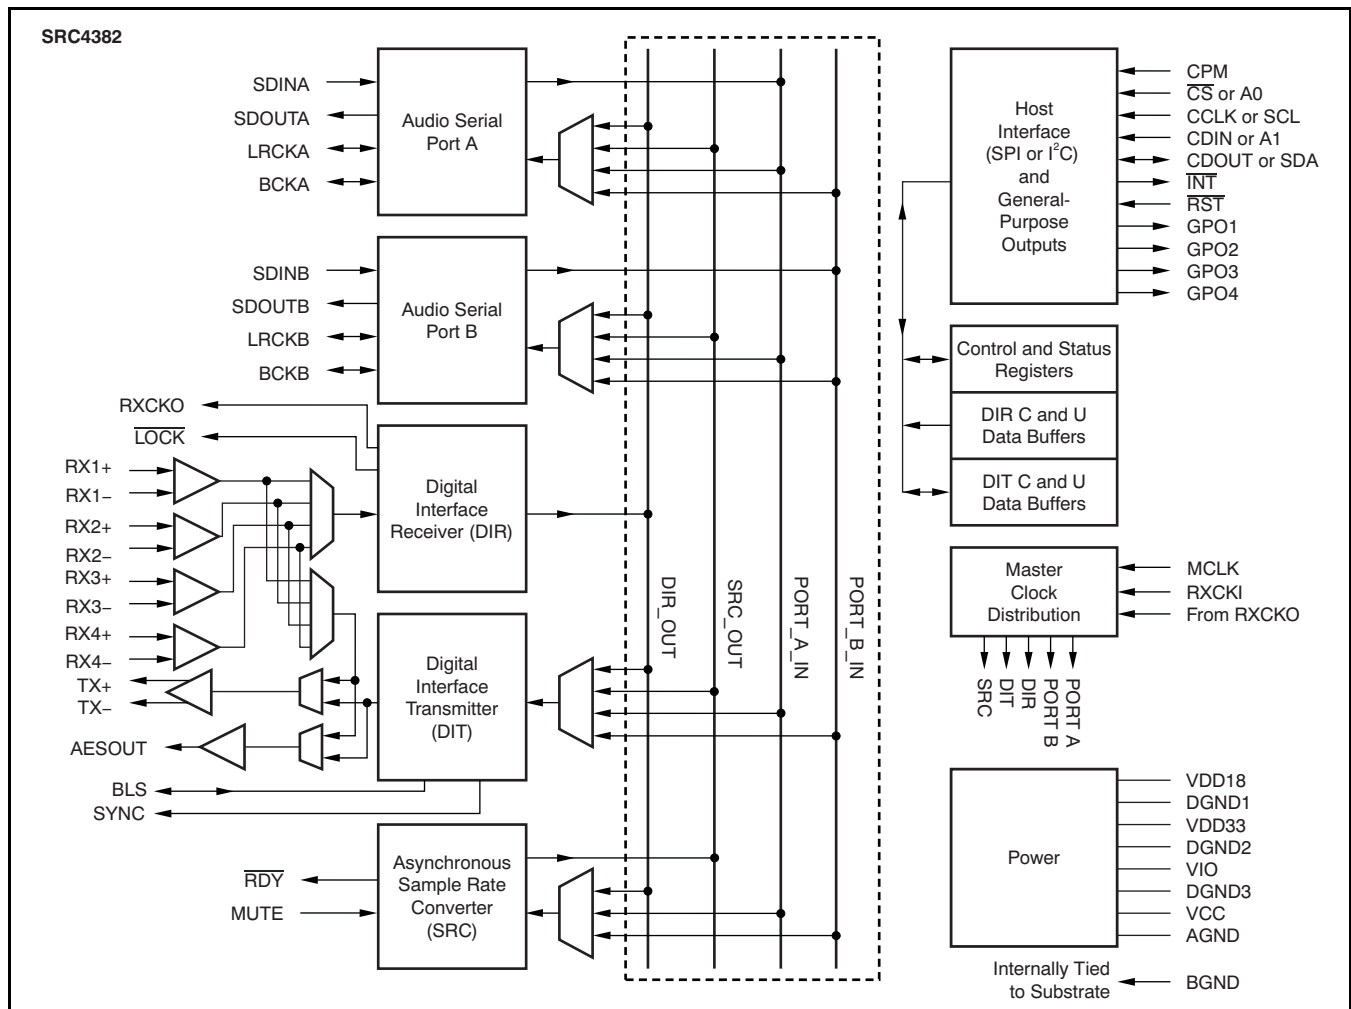 SRC4382
SDINA
SDOUTA
LRCKA
BCKA
Audio Serial
Port A
SDINB
SDOUTB
LRCKB
BCKB
Audio Serial
Port B
RXCKO
LOCK
RX1+
RX1−
RX2+
RX2−
RX3+
RX3−
RX4+
RX4−
Digital
Interface
Receiver (DIR)
TX+
TX−
AESOUT
BLS
SYNC
Digital
Interface
Transmitter
(DIT)
RDY
MUTE
Asynchronous
Sample Rate
Converter
(SRC)
DIR_OUT
SRC_OUT
PORT_A_IN
PORT_B_IN
Host
Interface
(SPI or I²C)
and
General-
Purpose
Outputs
CPM
CS or A0
CCLK or SCL
CDIN or A1
CDOUT or SDA
INT
RST
GPO1
GPO2
GPO3
GPO4
Control and Status
Registers
DIR C and U
Data Buffers
DIT C and U
Data Buffers
Master
Clock
Distribution
MCLK
RXCKI
From RXCKO
SRC
DIT
DIR
PORT B
PORT A
Power
VDD18
DGND1
VDD33
DGND2
VIO
DGND3
VCC
AGND
Internally Tied
to Substrate
BGND